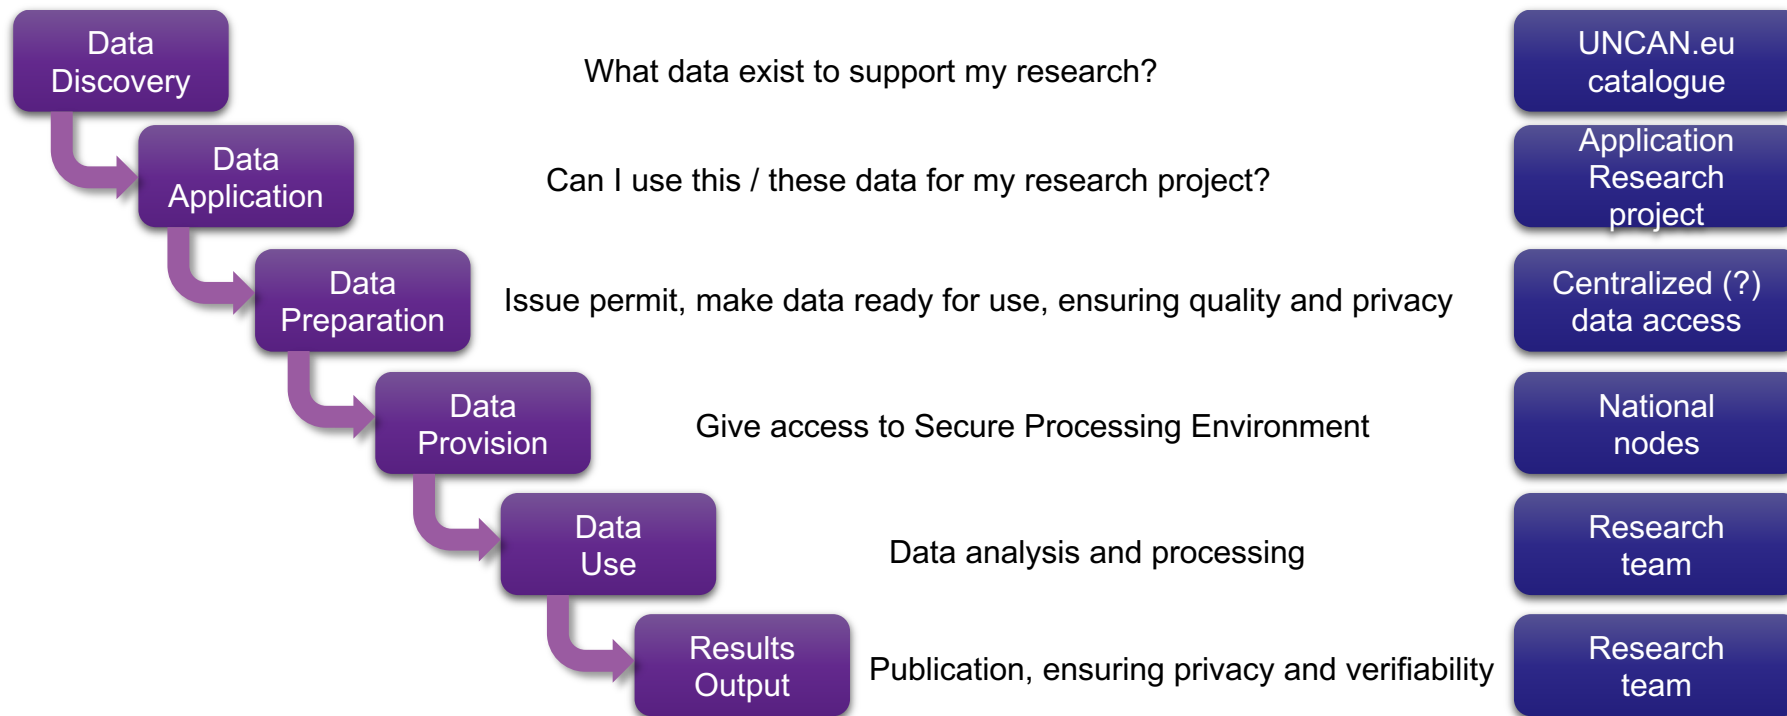 Data
Discovery
What data exist to support my research?
UNCAN.eu
catalogue
Data
Application
Can I use this / these data for my research project?
Application
Research
project
Data
Preparation
Issue permit, make data ready for use, ensuring quality and privacy
Centralized (?)
data access
Data
Provision
Give access to Secure Processing Environment
National
nodes
Data
Use
Data analysis and processing
Research
team
Results
Output
Publication, ensuring privacy and verifiability
Research
team